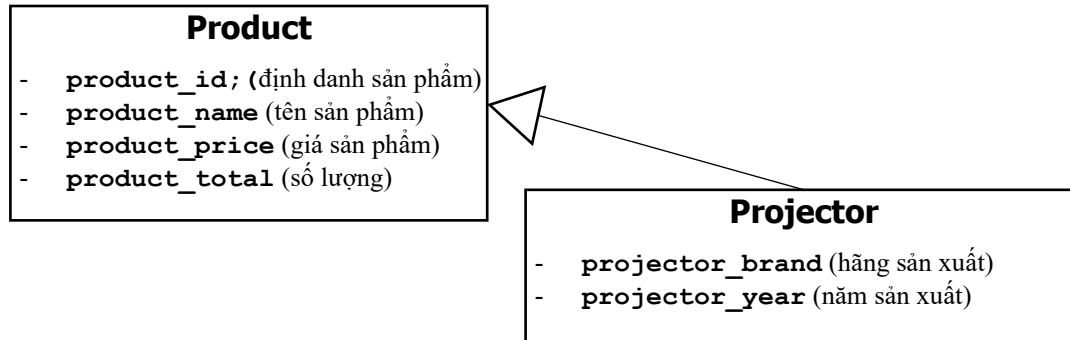 Product
- product_id; (định danh sản phẩm)
- product_name (tên sản phẩm)
- product_price (giá sản phẩm)
- product_total (số lượng)
Projector
- projector_brand (hãng sản xuất)
- projector_year (năm sản xuất)